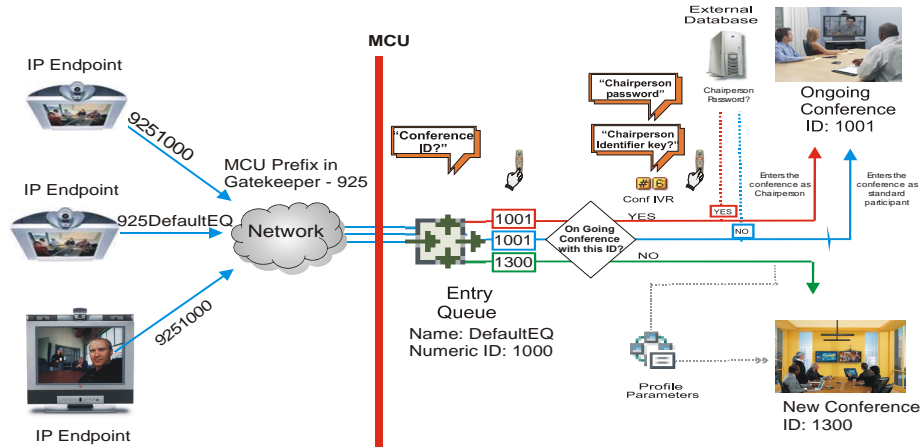 IP Endpoint
9251000
IP Endpoint
925DefaultEQ
9251000
IP Endpoint
MCU Prefix in
Gatekeeper - 925
Network
MCU
"Conference
ID?"
Entry
Queue
Name: DefaultEQ
Numeric ID: 1000
1001
1001
1300
"Chairperson
password"
"Chairperson
Identifier key?"
#
Conf IVR
On Going
Conference
with this ID?
YES
NO
External
Database
Chairperson
Password?
YES
NO
Ongoing
Conference
ID: 1001
Enters the
conference as
Chairperson
Enters the
conference as
standard
participant
Profile
Parameters
New Conference
ID: 1300